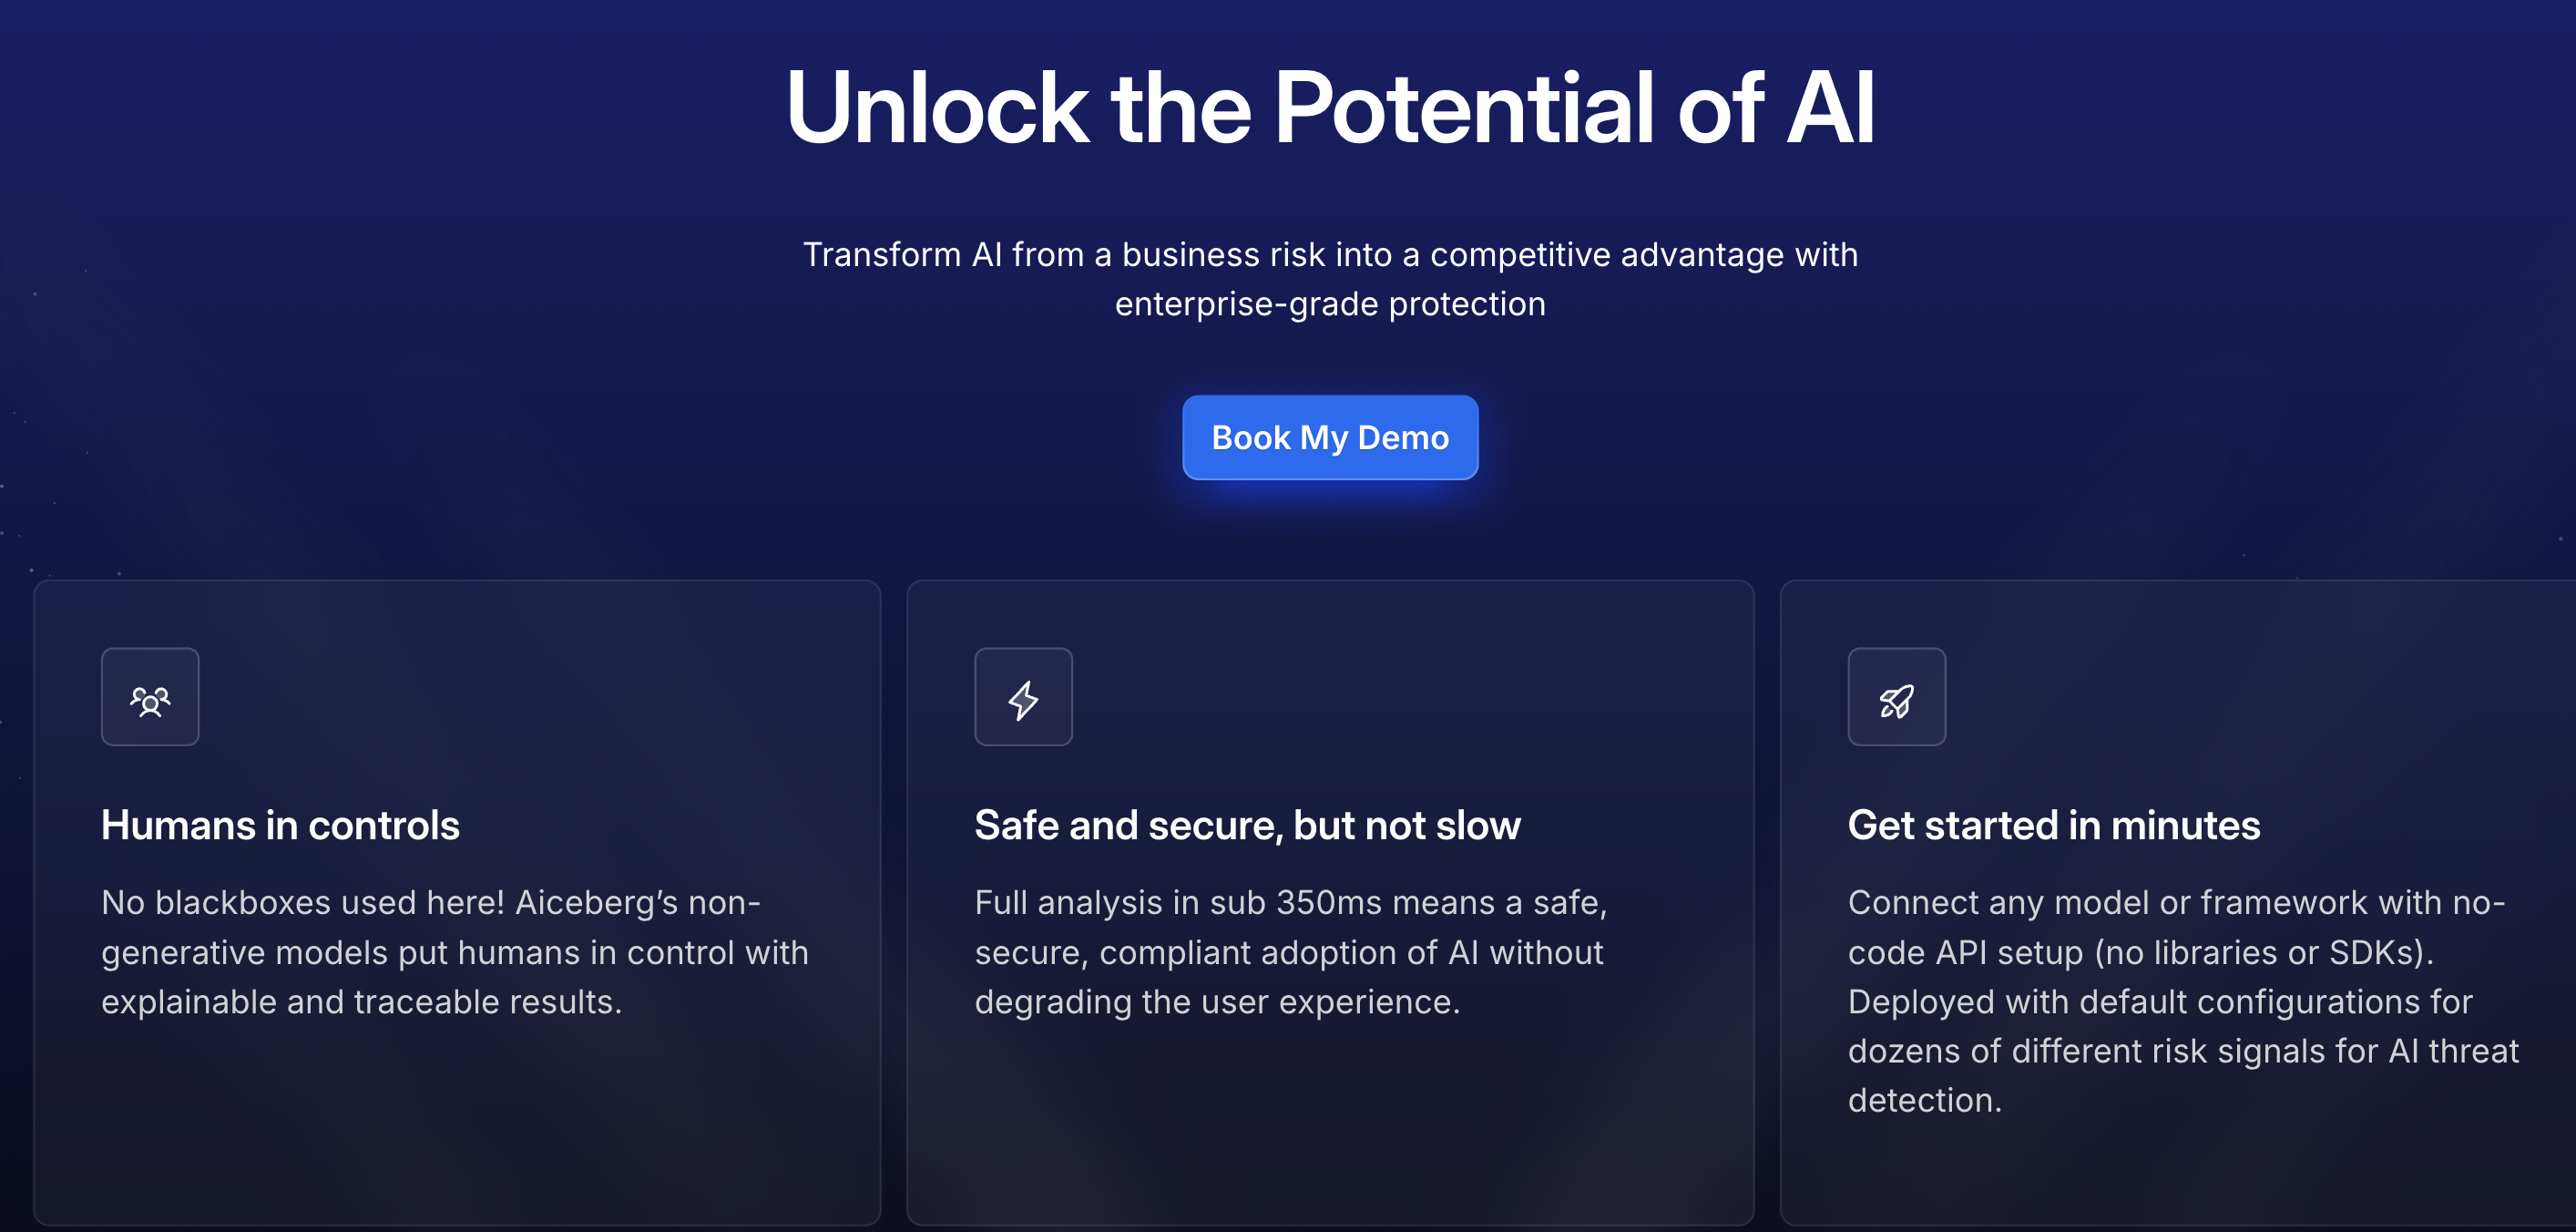 Unlock the Potential of AI
Transform AI from a business risk into a competitive advantage with
enterprise-grade protection
Book My Demo
Humans in controls
No blackboxes used here! Aiceberg’s non-
generative models put humans in control with
explainable and traceable results.
Safe and secure, but not slow
Full analysis in sub 350ms means a safe,
secure, compliant adoption of AI without
degrading the user experience.
Get started in minutes
Connect any model or framework with no-
code API setup (no libraries or SDKs).
Deployed with default configurations for
dozens of different risk signals for AI threat
detection.